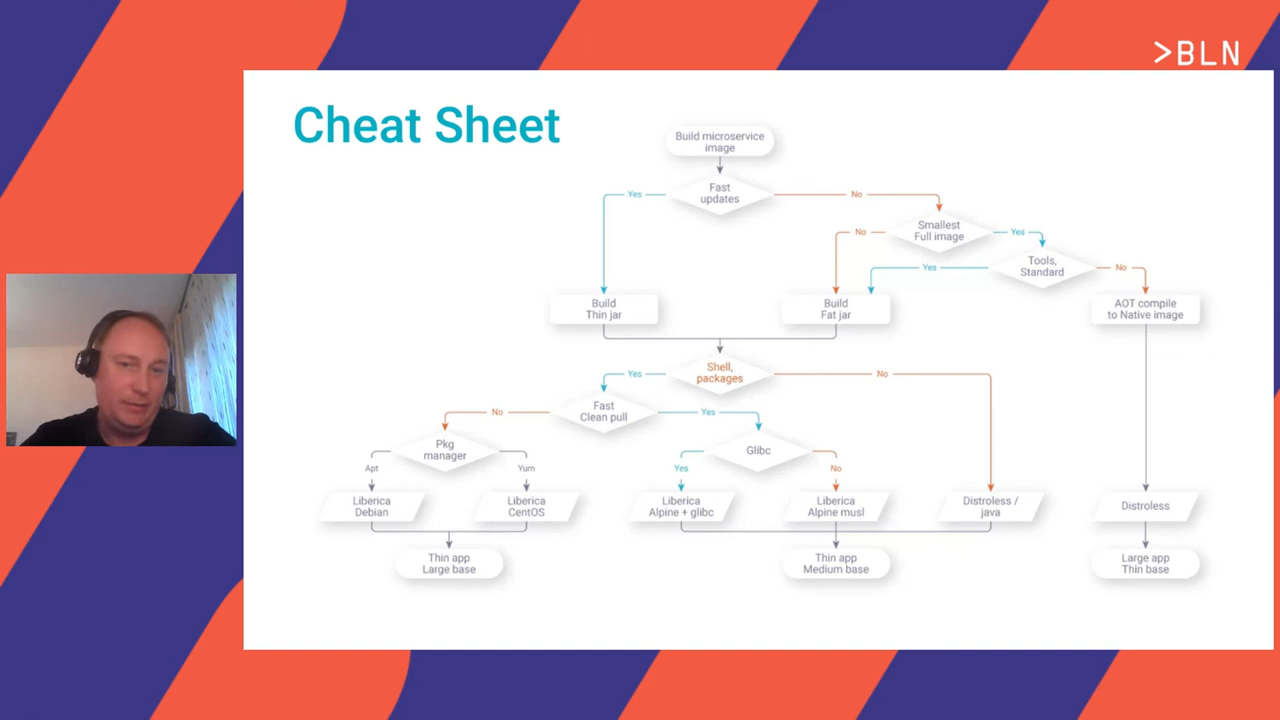 >BLN
Cheat Sheet
Build microservice
image
Fast
updates
Yes
No
Smallest
Full image
No
Yes
Tools,
Standard
Yes
No
Build
Thin jar
Build
Fat jar
AOT compile
to Native image
Shell,
packages
Yes
No
Fast
Clean pull
No
Yes
Pkg
manager
Glibc
Apt
Yum
Yes
No
Liberica
Debian
Liberica
CentOS
Liberica
Alpine + glibc
Liberica
Alpine musl
Distroless /
java
Distroless
Thin app
Large base
Thin app
Medium base
Large app
Thin base